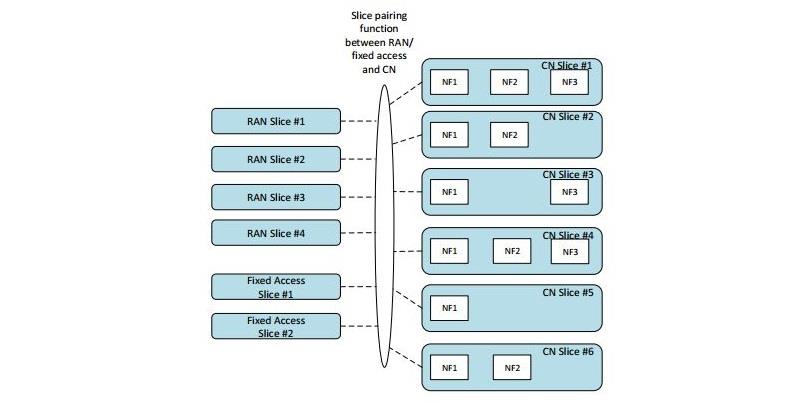 Slice pairing
function
between RAN/
fixed access
and CN
RAN Slice #1
RAN Slice #2
RAN Slice #3
RAN Slice #4
Fixed Access
Slice #1
Fixed Access
Slice #2
CN Slice #1
NF1 NF2 NF3
CN Slice #2
NF1 NF2
CN Slice #3
NF1 NF3
CN Slice #4
NF1 NF2 NF3
CN Slice #5
NF1
CN Slice #6
NF1 NF2